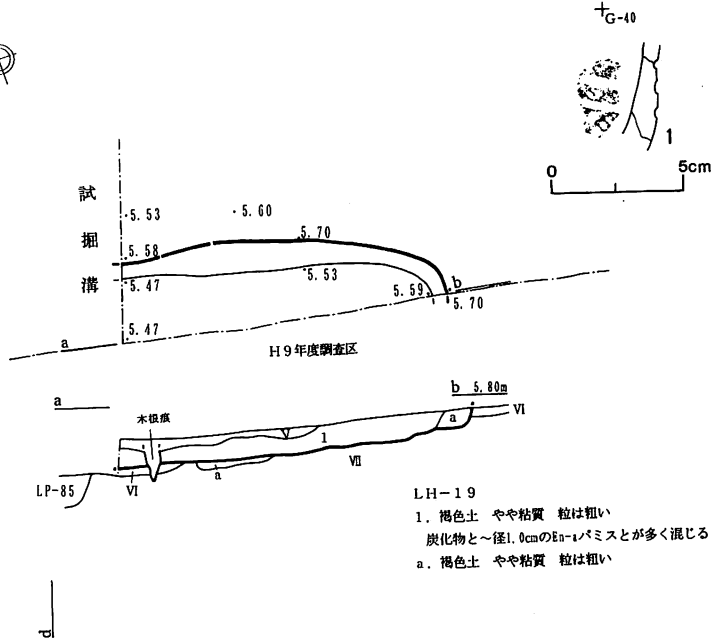 G-40
1
0 5cm
試掘溝
5.53
5.60
5.58
5.70
5.47
5.53
5.59
b
5.70
5.47
a
H9年度調査区
a
b 5.80m
木根痕
V
1
a
VI
VII
a
VI
LP-85
LH-19
1. 褐色土 やや粘質 粒は粗い
炭化物と~径1.0cmのEn-aパミスとが多く混じる
a. 褐色土 やや粘質 粒は粗い